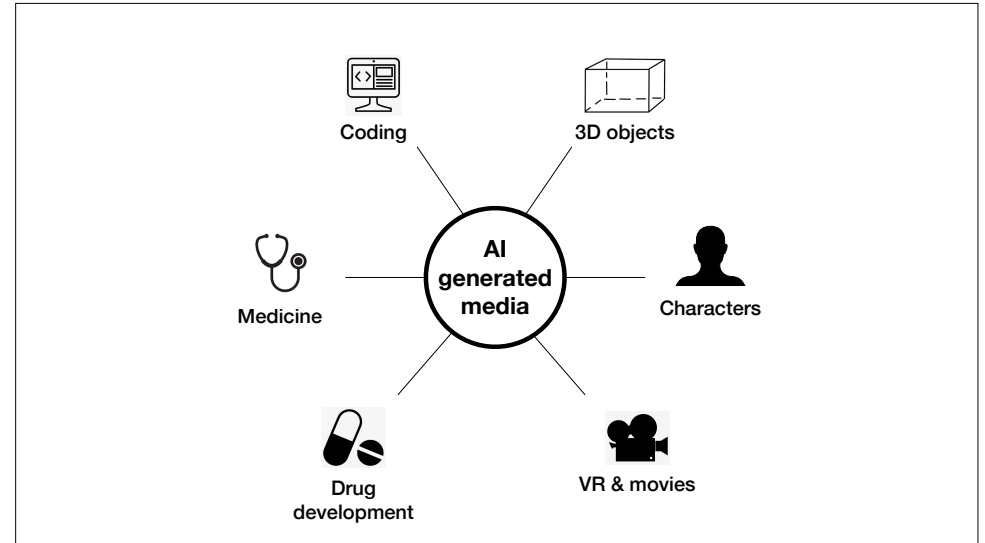 Coding
3D objects
AI
generated
media
Medicine
Characters
Drug
development
VR & movies